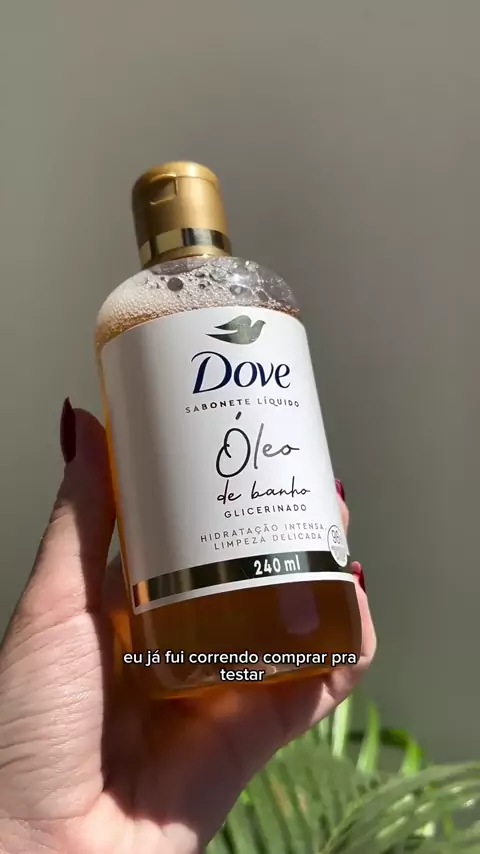 Dove
SABONETE LÍQUIDO
Óleo
de banho
GLICERINADO
HIDRATAÇÃO INTENSA
LIMPEZA DELICADA
240 ml
eu já fui correndo comprar pra
testar